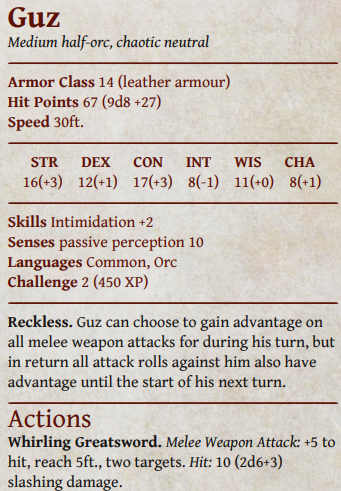 Guz
Medium half-orc, chaotic neutral
Armor Class 14 (leather armour)
Hit Points 67 (9d8 +27)
Speed 30ft.
STR DEX CON INT WIS CHA
16(+3) 12(+1) 17(+3) 8(-1) 11(+0) 8(+1)
Skills Intimidation +2
Senses passive perception 10
Languages Common, Orc
Challenge 2 (450 XP)
Reckless. Guz can choose to gain advantage on
all melee weapon attacks for during his turn, but
in return all attack rolls against him also have
advantage until the start of his next turn.
Actions
Whirling Greatsword. Melee Weapon Attack: +5 to
hit, reach 5ft., two targets. Hit: 10 (2d6+3)
slashing damage.